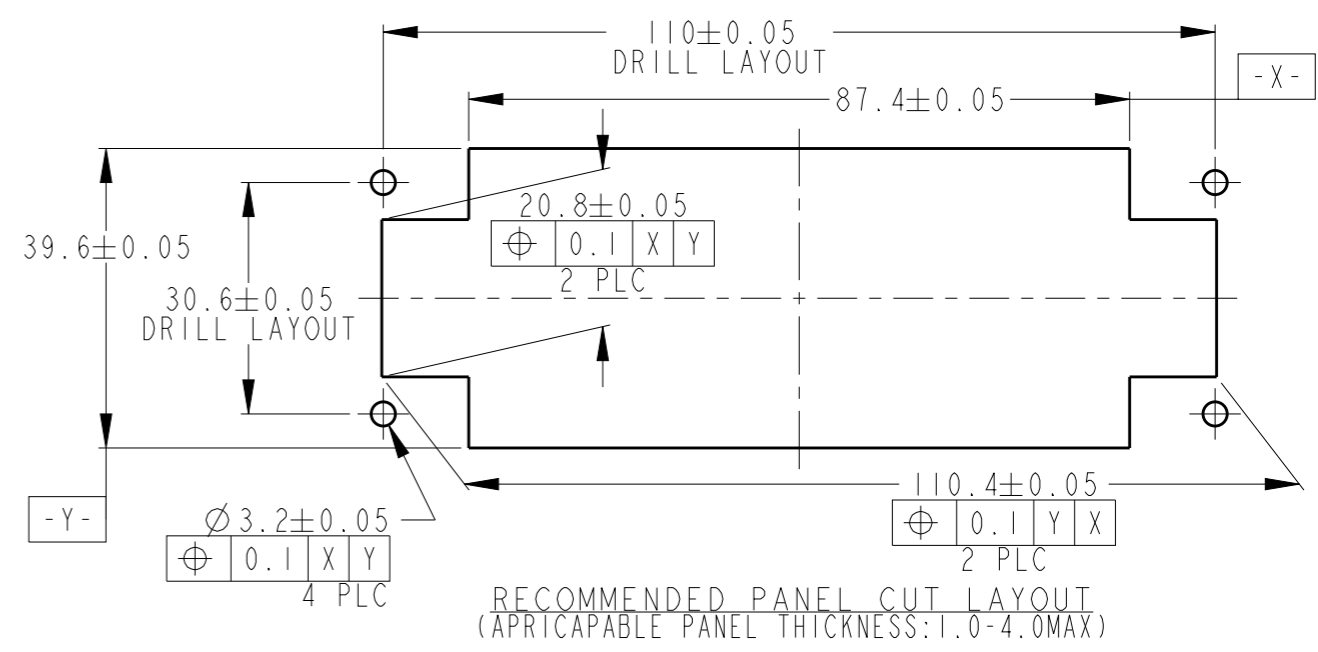 110±0.05
DRILL LAYOUT
-X-
87.4±0.05
20.8±0.05
⌖ 0.1 X Y
2 PLC
39.6±0.05
30.6±0.05
DRILL LAYOUT
110.4±0.05
⌖ 0.1 Y X
2 PLC
-Y-
Ø3.2±0.05
⌖ 0.1 X Y
4 PLC
RECOMMENDED PANEL CUT LAYOUT
(APRICAPABLE PANEL THICKNESS:1.0-4.0MAX)